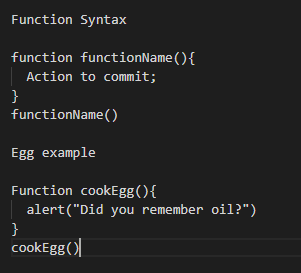 Function Syntax
function functionName(){
Action to commit;
}
functionName()
Egg example
Function cookEgg(){
alert("Did you remember oil?")
}
cookEgg()